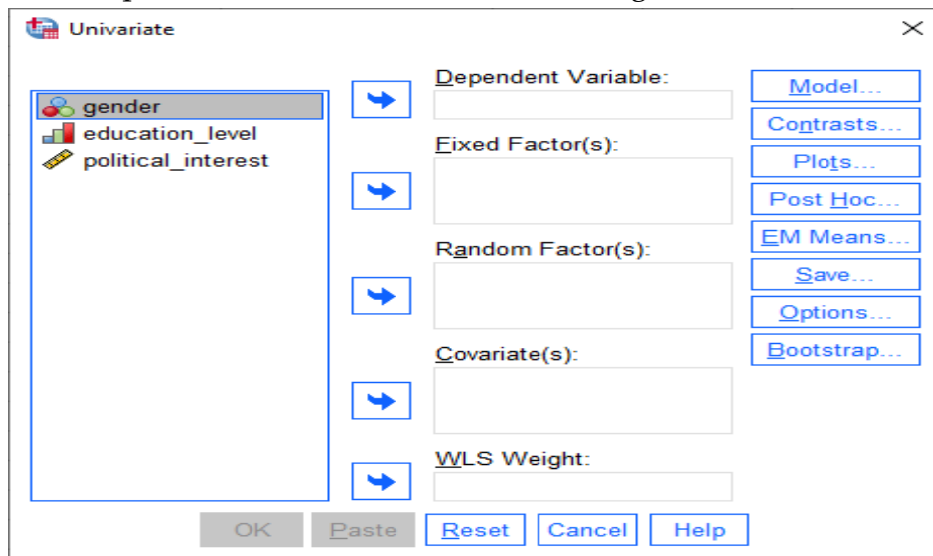 Univariate
gender
education_level
political_interest
Dependent Variable:
Fixed Factor(s):
Random Factor(s):
Covariate(s):
WLS Weight:
Model...
Contrasts...
Plots...
Post Hoc...
EM Means...
Save...
Options...
Bootstrap...
OK
Paste
Reset
Cancel
Help